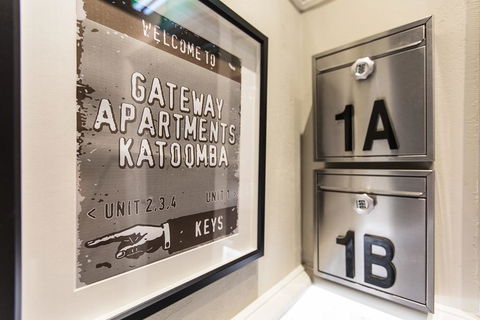 WELCOME TO
GATEWAY
APARTMENTS
KATOOMBA
< UNIT 2,3,4 UNIT 1
KEYS
1A
1B